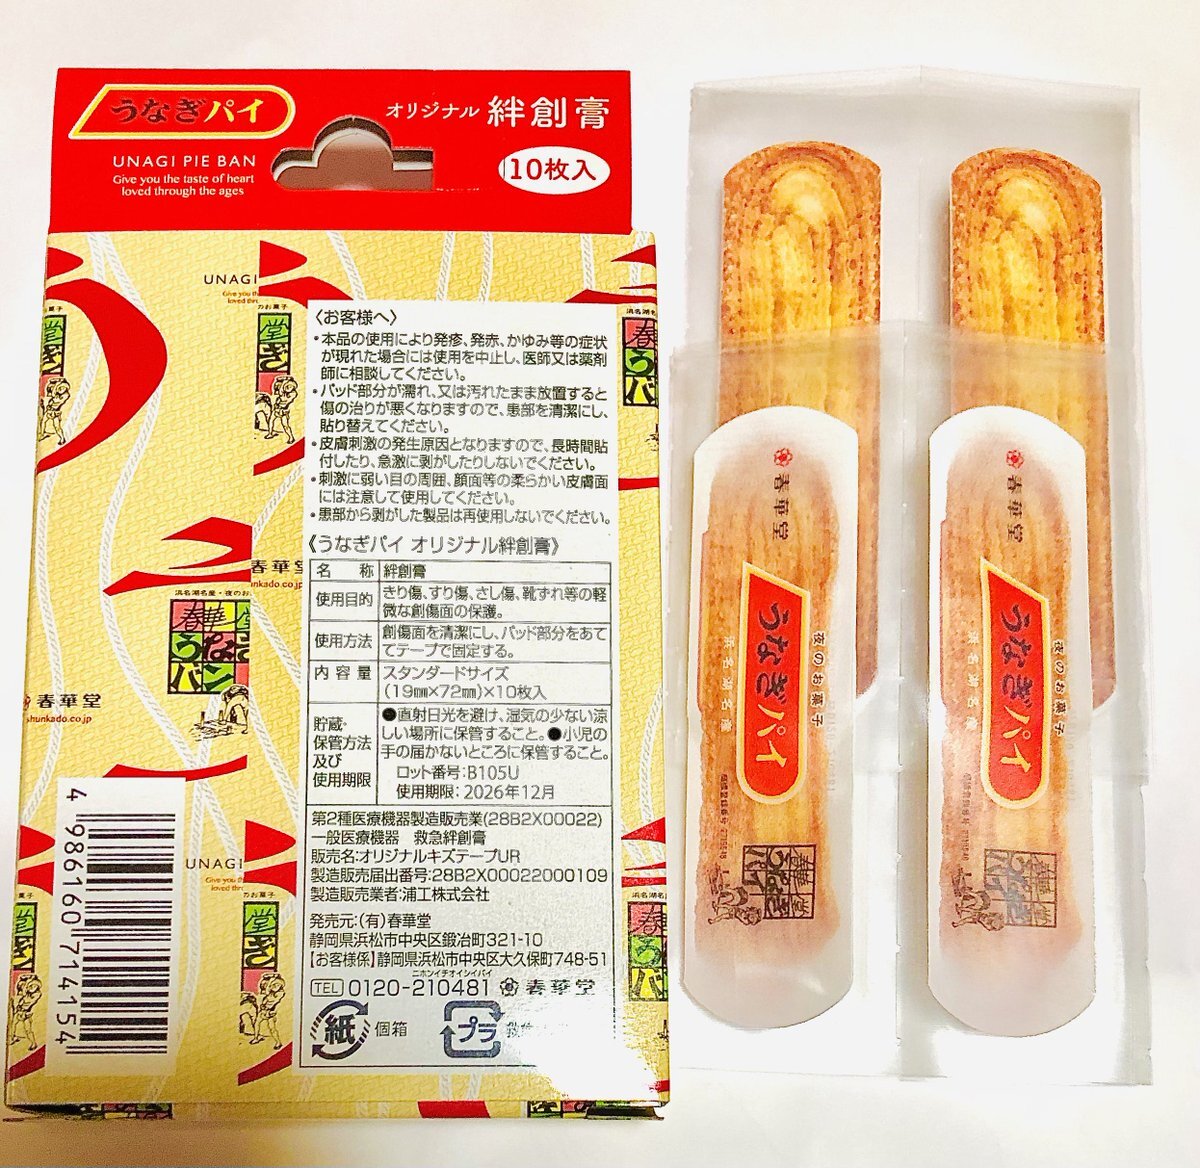 うなぎパイ
オリジナル 絆創膏
UNAGI PIE BAN
Give you the taste of heart
loved through the ages
10枚入
UNAGI
〈お客様へ〉
・本品の使用により発疹、発赤、かゆみ等の症状
が現れた場合には使用を中止し、医師又は薬剤
師に相談してください。
・パッド部分が濡れ、又は汚れたまま放置すると
傷の治りが悪くなりますので、患部を清潔にし、
貼り替えてください。
・皮膚刺激の発生原因となりますので、長時間貼
付したり、急激に剥がしたりしないでください。
・刺激に弱い目の周囲、顔面等の柔らかい皮膚面
には注意して使用してください。
・患部から剥がした製品は再使用しないでください。
《うなぎパイ オリジナル絆創膏》
名 称 絆創膏
使用目的 きり傷、すり傷、さし傷、靴ずれ等の軽
微な創傷面の保護。
使用方法 創傷面を清潔にし、パッド部分をあて
てテープで固定する。
内容量 スタンダードサイズ
(19㎜×72㎜)×10枚入
貯蔵・
保管方法
及び
使用期限
●直射日光を避け、湿気の少ない涼
しい場所に保管すること。●小児の
手の届かないところに保管すること。
ロット番号:B105U
使用期限:2026年12月
第2種医療機器製造販売業(28B2X00022)
一般医療機器 救急絆創膏
販売名:オリジナルキズテープUR
製造販売届出番号:28B2X00022000109
製造販売業者:浦工株式会社
発売元:(有)春華堂
静岡県浜松市中央区鍛冶町321-10
【お客様係】静岡県浜松市中央区大久保町748-51
ニホンイチオイシイパイ
TEL 0120-210481 春華堂
紙 個箱
プラ
春華堂
shunkado.co.jp
浜名湖名産・夜のお
春華堂
うなぎ
パン
UNAGI
4 986160 714154
春華堂
夜のお菓子
うなぎパイ
浜名湖名産
春華堂
夜のお菓子
うなぎパイ
浜名湖名産